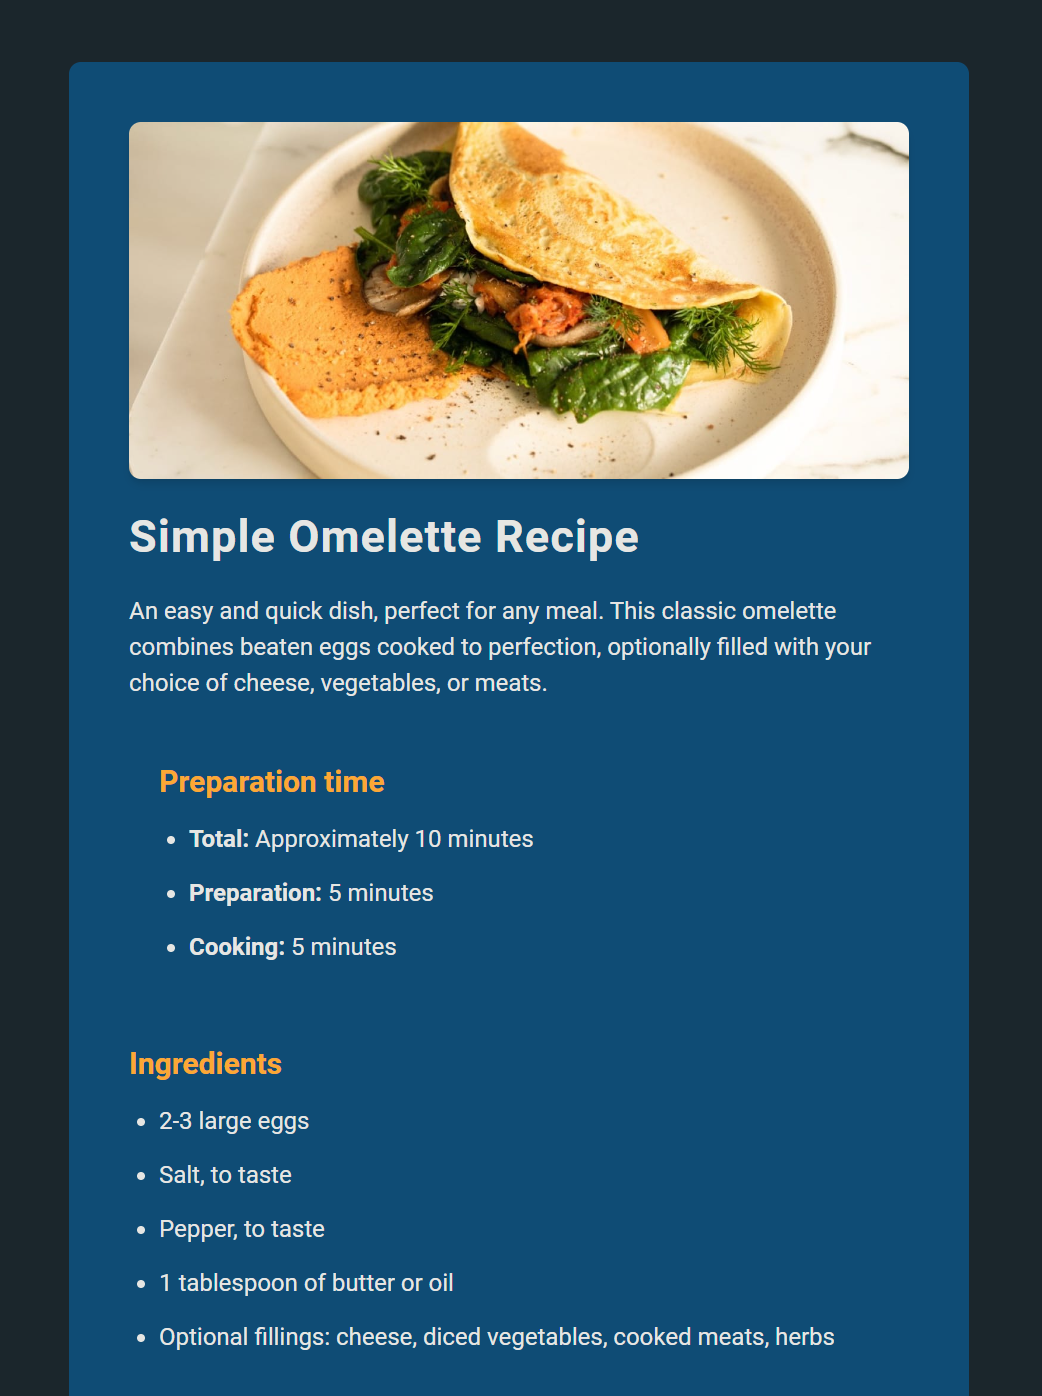 Simple Omelette Recipe
An easy and quick dish, perfect for any meal. This classic omelette
combines beaten eggs cooked to perfection, optionally filled with your
choice of cheese, vegetables, or meats.
Preparation time
Total: Approximately 10 minutes
Preparation: 5 minutes
Cooking: 5 minutes
Ingredients
2-3 large eggs
Salt, to taste
Pepper, to taste
1 tablespoon of butter or oil
Optional fillings: cheese, diced vegetables, cooked meats, herbs